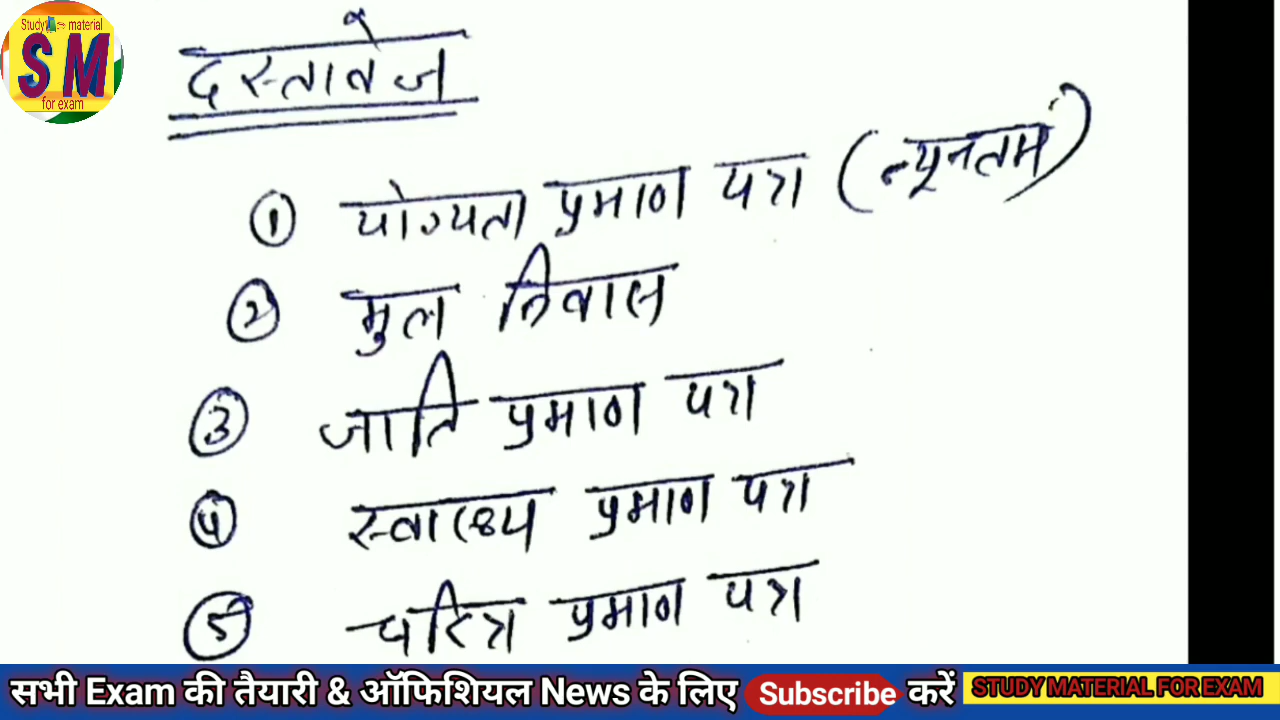 Study material
SM
for exam
दस्तावेज
① योग्यता प्रमाण पत्र (न्यूनतम)
② मुल निवास
③ जाति प्रमाण पत्र
④ स्वास्थ्य प्रमाण पत्र
⑤ चरित्र प्रमाण पत्र
सभी Exam की तैयारी & ऑफिशियल News के लिए Subscribe करें STUDY MATERIAL FOR EXAM